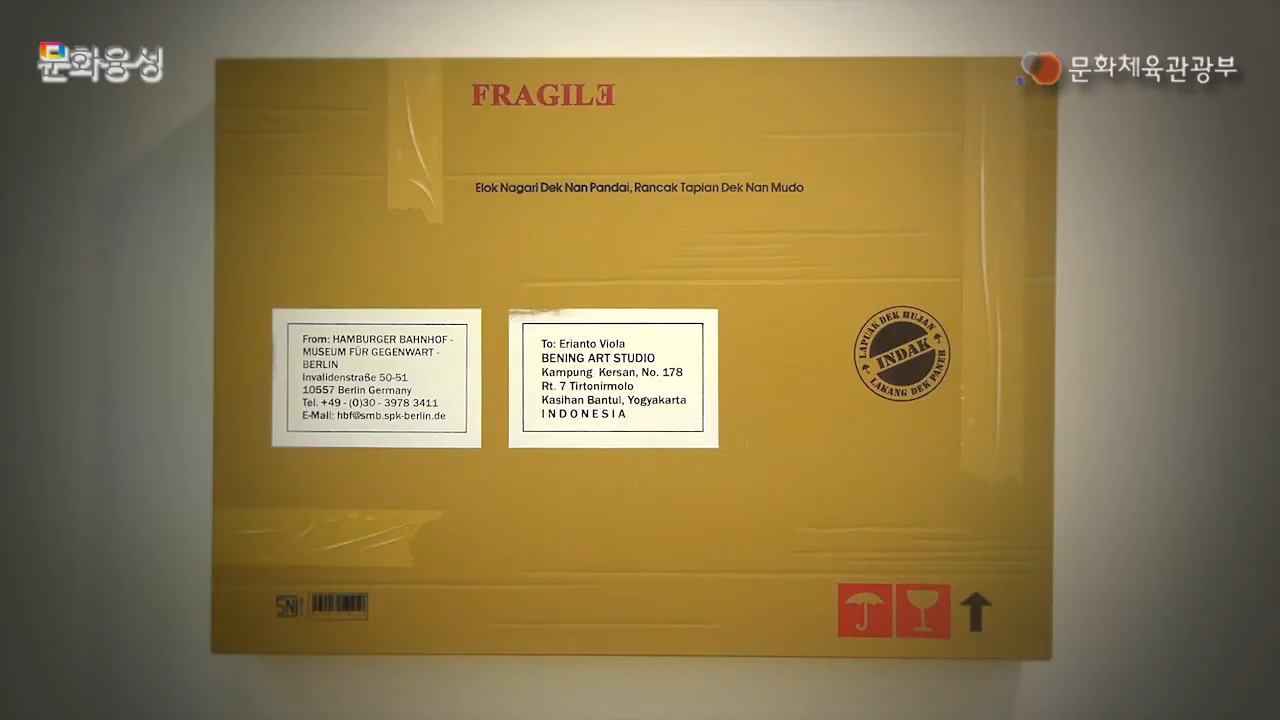 문화융성
문화체육관광부
FRAGILƎ
Elok Nagari Dek Nan Pandai, Rancak Tapian Dek Nan Mudo
From: HAMBURGER BAHNHOF -
MUSEUM FÜR GEGENWART -
BERLIN
Invalidenstraße 50-51
10557 Berlin Germany
Tel. +49 - (0)30 - 3978 3411
E-Mail: hbf@smb.spk-berlin.de
To: Erianto Viola
BENING ART STUDIO
Kampung Kersan, No. 178
Rt. 7 Tirtonirmolo
Kasihan Bantul, Yogyakarta
INDONESIA
LAPUAK DEK HUJAN
INDAK
LAKANG DEK PANEH
SNI